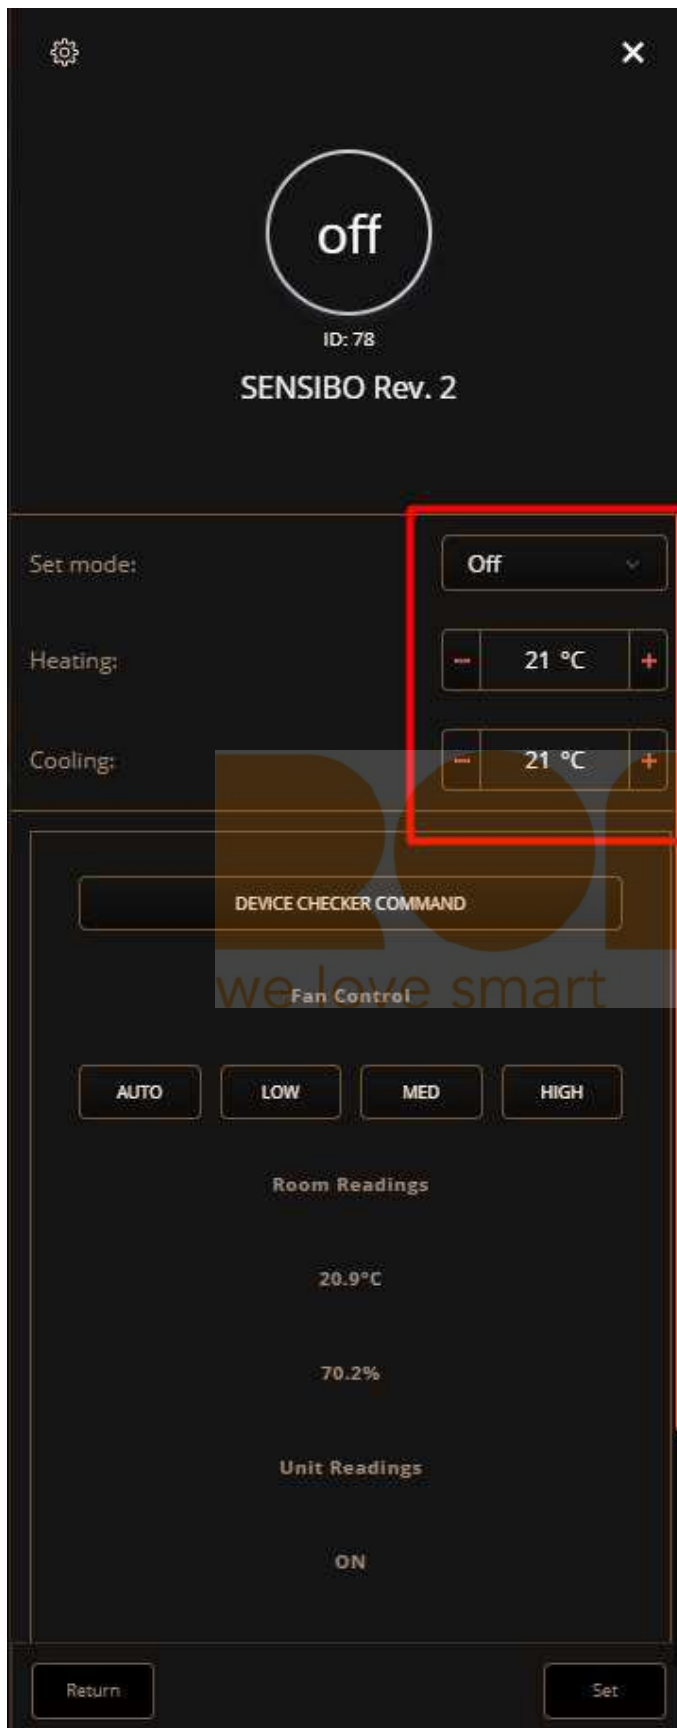 off
ID: 78
SENSIBO Rev. 2
Set mode: Off
Heating: − 21 °C +
Cooling: − 21 °C +
DEVICE CHECKER COMMAND
we love smart
Fan Control
AUTO LOW MED HIGH
Room Readings
20.9°C
70.2%
Unit Readings
ON
Return Set